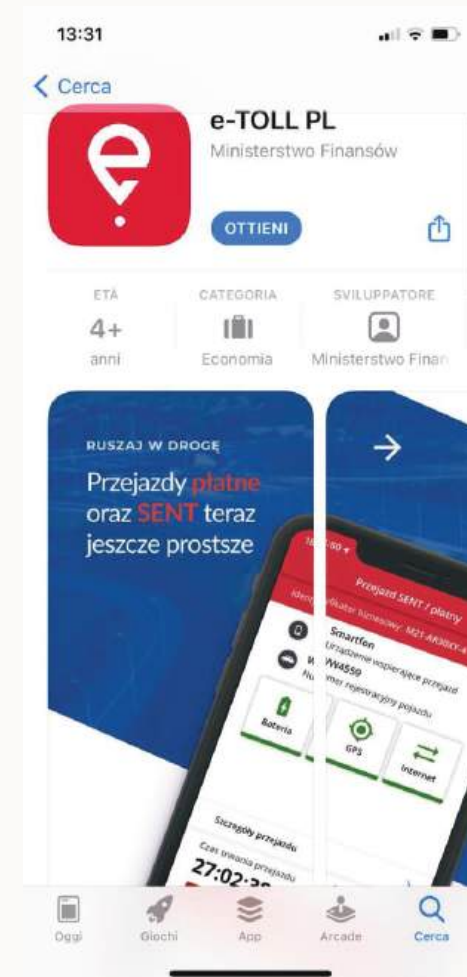 13:31
Cerca
e-TOLL PL
Ministerstwo Finansów
OTTIENI
ETÀ
CATEGORIA
SVILUPPATORE
4+
anni
Economia
Ministerstwo Finan
RUSZAJ W DROGĘ
Przejazdy płatne
oraz SENT teraz
jeszcze prostsze
Przejazd SENT / płatny
Identyfikator biznesowy:
Smartfon
Urządzenie wspierające przejazd
Numer rejestracyjny pojazdu
Bateria
GPS
Internet
Szczegóły przejazdu
Czas trwania przejazdu
27:02:
Oggi
Giochi
App
Arcade
Cerca